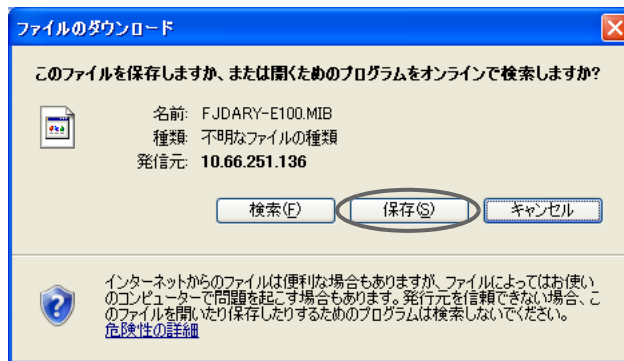 ファイルのダウンロード
このファイルを保存しますか、または開くためのプログラムをオンラインで検索しますか?
名前: FJDARY-E100.MIB
種類: 不明なファイルの種類
発信元: 10.66.251.136
検索(F) 保存(S) キャンセル
インターネットからのファイルは便利な場合もありますが、ファイルによってはお使い
のコンピューターで問題を起こす場合もあります。発行元を信頼できない場合、こ
のファイルを開いたり保存したりするためのプログラムは検索しないでください。
危険性の詳細